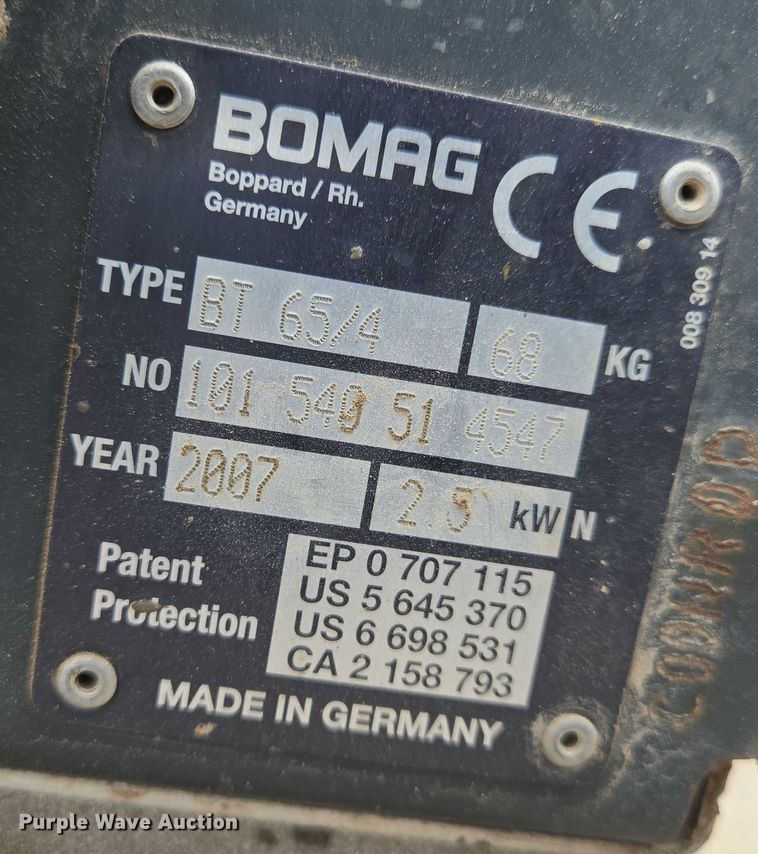 BOMAG
Boppard / Rh.
Germany
CE
TYPE BT 65/4 68 KG
NO 101 540 51 4547
YEAR 2007 2.5 kW N
Patent
Protection
EP 0 707 115
US 5 645 370
US 6 698 531
CA 2 158 793
MADE IN GERMANY
008 309 14
Purple Wave Auction